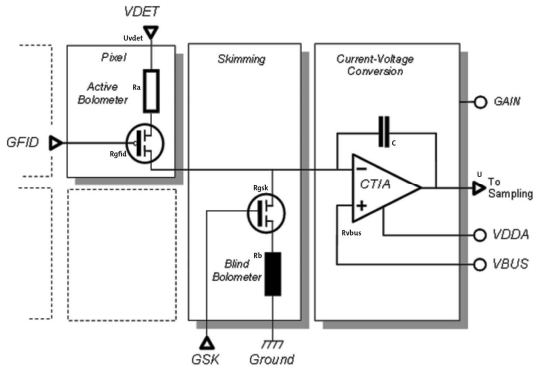 VDET
Uvdet
Pixel
Active
Bolometer
Ra
Rgfid
GFID
Skimming
Rgsk
Blind
Bolometer
Rb
GSK
Ground
Current-Voltage
Conversion
C
−
CTIA
+
Rvbus
GAIN
U
To
Sampling
VDDA
VBUS